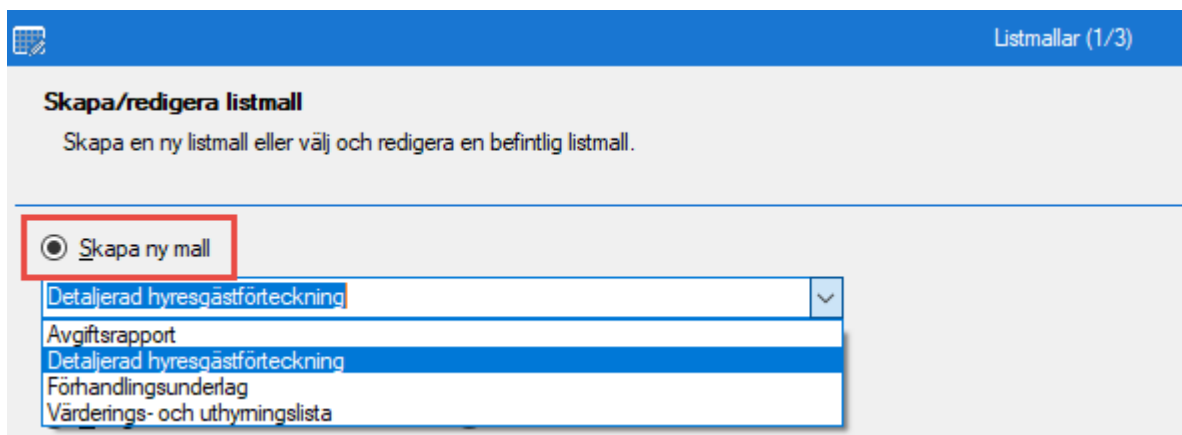 Listmallar (1/3)
Skapa/redigera listmall
Skapa en ny listmall eller välj och redigera en befintlig listmall.
Skapa ny mall
Detaljerad hyresgästförteckning
Avgiftsrapport
Detaljerad hyresgästförteckning
Förhandlingsunderlag
Värderings- och uthyrningslista